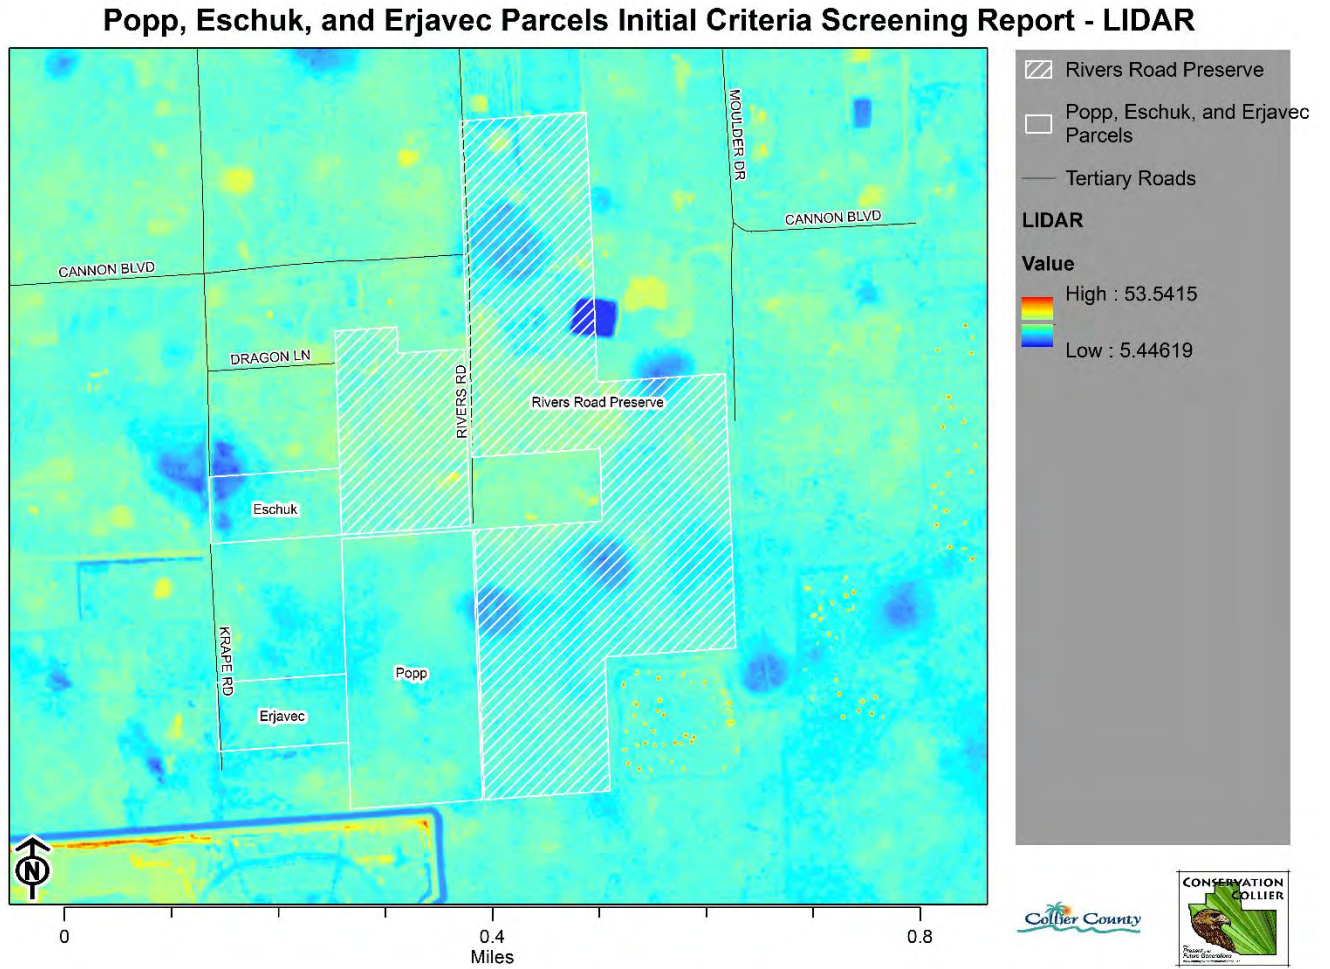 Popp, Eschuk, and Erjavec Parcels Initial Criteria Screening Report - LIDAR
MOULDER DR
CANNON BLVD
CANNON BLVD
DRAGON LN
RIVERS RD
Rivers Road Preserve
Eschuk
KRAPE RD
Popp
Erjavec
N
0
0.4
0.8
Miles
Rivers Road Preserve
Popp, Eschuk, and Erjavec
Parcels
Tertiary Roads
LIDAR
Value
High : 53.5415
Low : 5.44619
Collier County
CONSERVATION
COLLIER
Future Generations